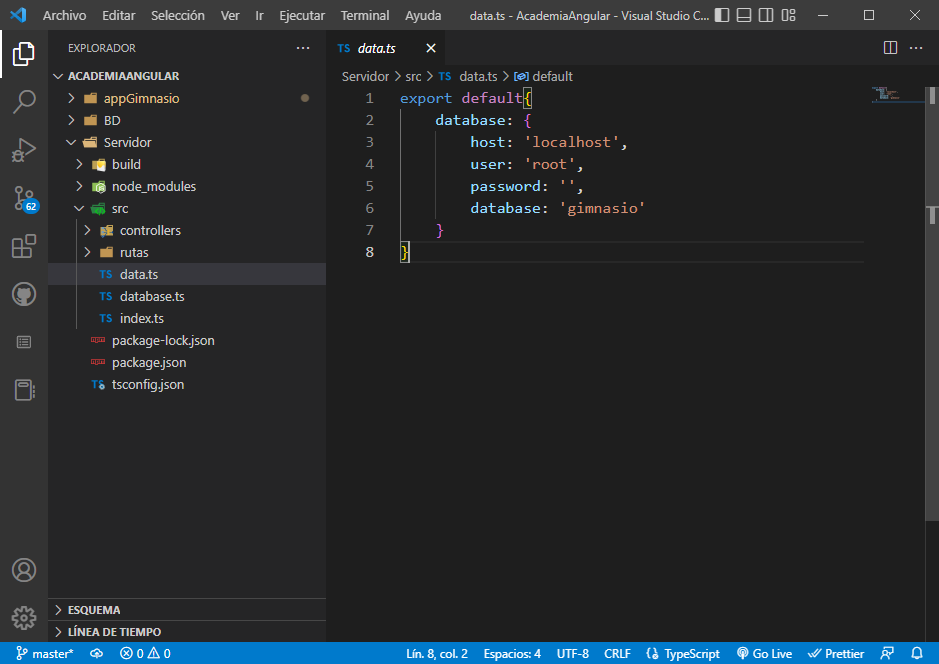 Archivo Editar Selección Ver Ir Ejecutar Terminal Ayuda data.ts - AcademiaAngular - Visual Studio C...
EXPLORADOR
ACADEMIAANGULAR
appGimnasio
BD
Servidor
build
node_modules
src
controllers
rutas
TS data.ts
TS database.ts
TS index.ts
package-lock.json
package.json
TS tsconfig.json
ESQUEMA
LÍNEA DE TIEMPO
62
TS data.ts
Servidor > src > TS data.ts > default
1 export default{
2 database: {
3 host: 'localhost',
4 user: 'root',
5 password: '',
6 database: 'gimnasio'
7 }
8 }
master* 0 0 Lín. 8, col. 2 Espacios: 4 UTF-8 CRLF TypeScript Go Live Prettier